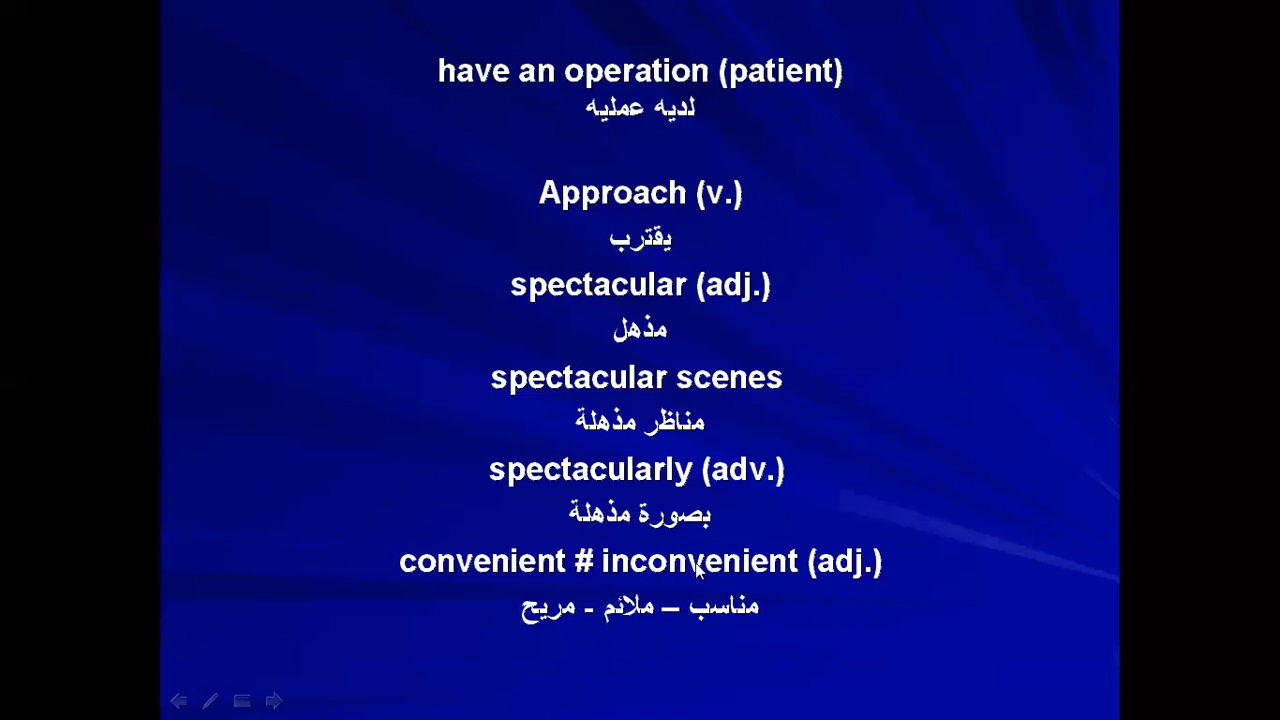 have an operation (patient)
لديه عمليه
Approach (v.)
يقترب
spectacular (adj.)
مذهل
spectacular scenes
مناظر مذهلة
spectacularly (adv.)
بصورة مذهلة
convenient # inconvenient (adj.)
مناسب – ملائم - مريح